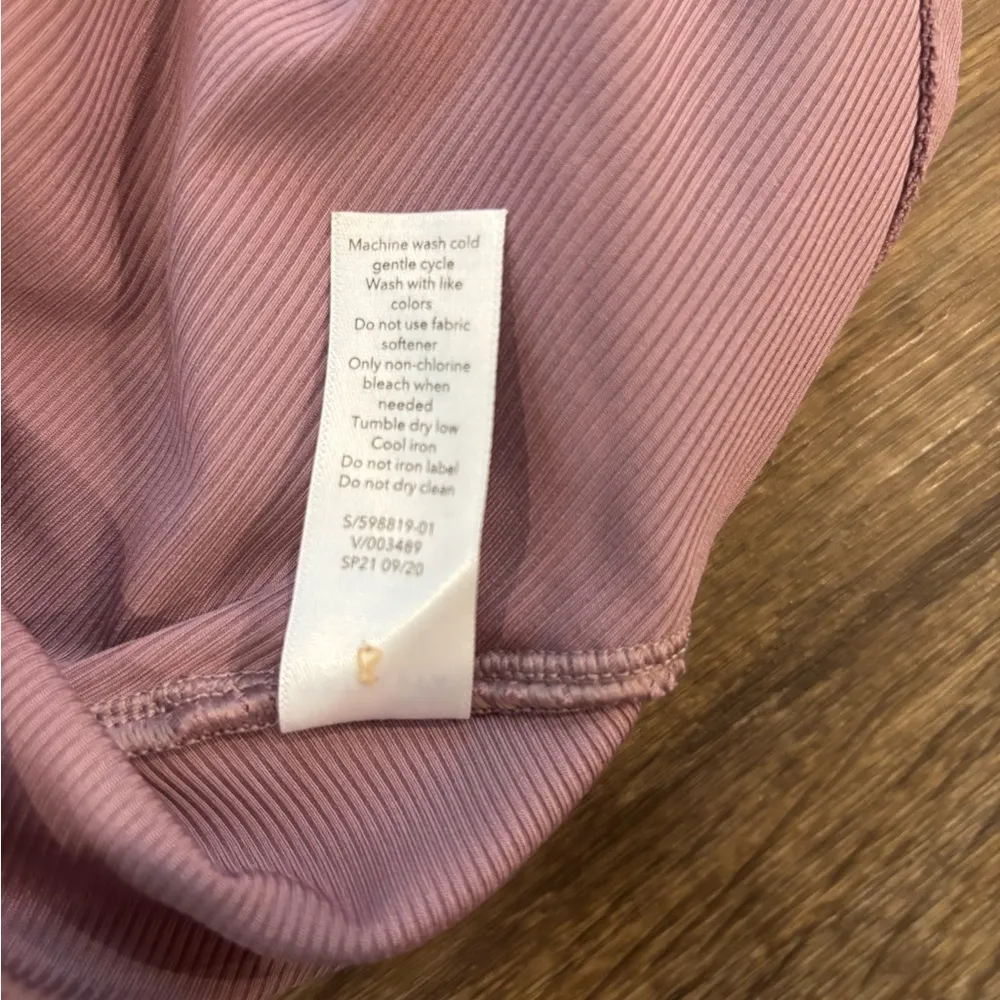 Machine wash cold
gentle cycle
Wash with like
colors
Do not use fabric
softener
Only non-chlorine
bleach when
needed
Tumble dry low
Cool iron
Do not iron label
Do not dry clean
S/598819-01
V/003489
SP21 09/20